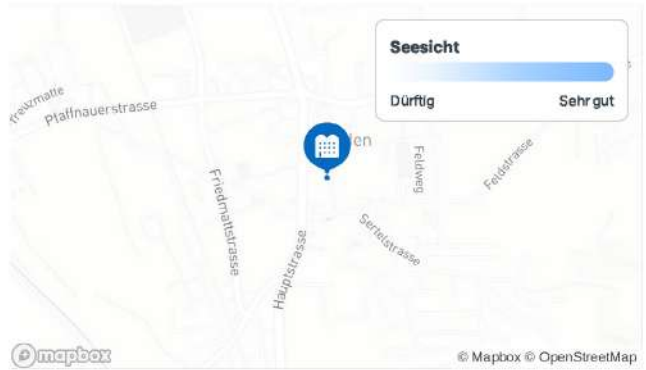 Seesicht
Dürftig Sehr gut
Pfaffnauerstrasse
Feldweg
Feldstrasse
Friedmattstrasse
Sertelstrasse
Hauptstrasse
mapbox
© Mapbox © OpenStreetMap